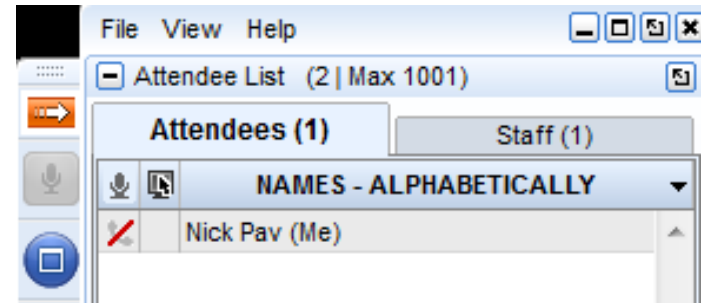 File View Help
Attendee List (2 | Max 1001)
Attendees (1) Staff (1)
NAMES - ALPHABETICALLY
Nick Pav (Me)